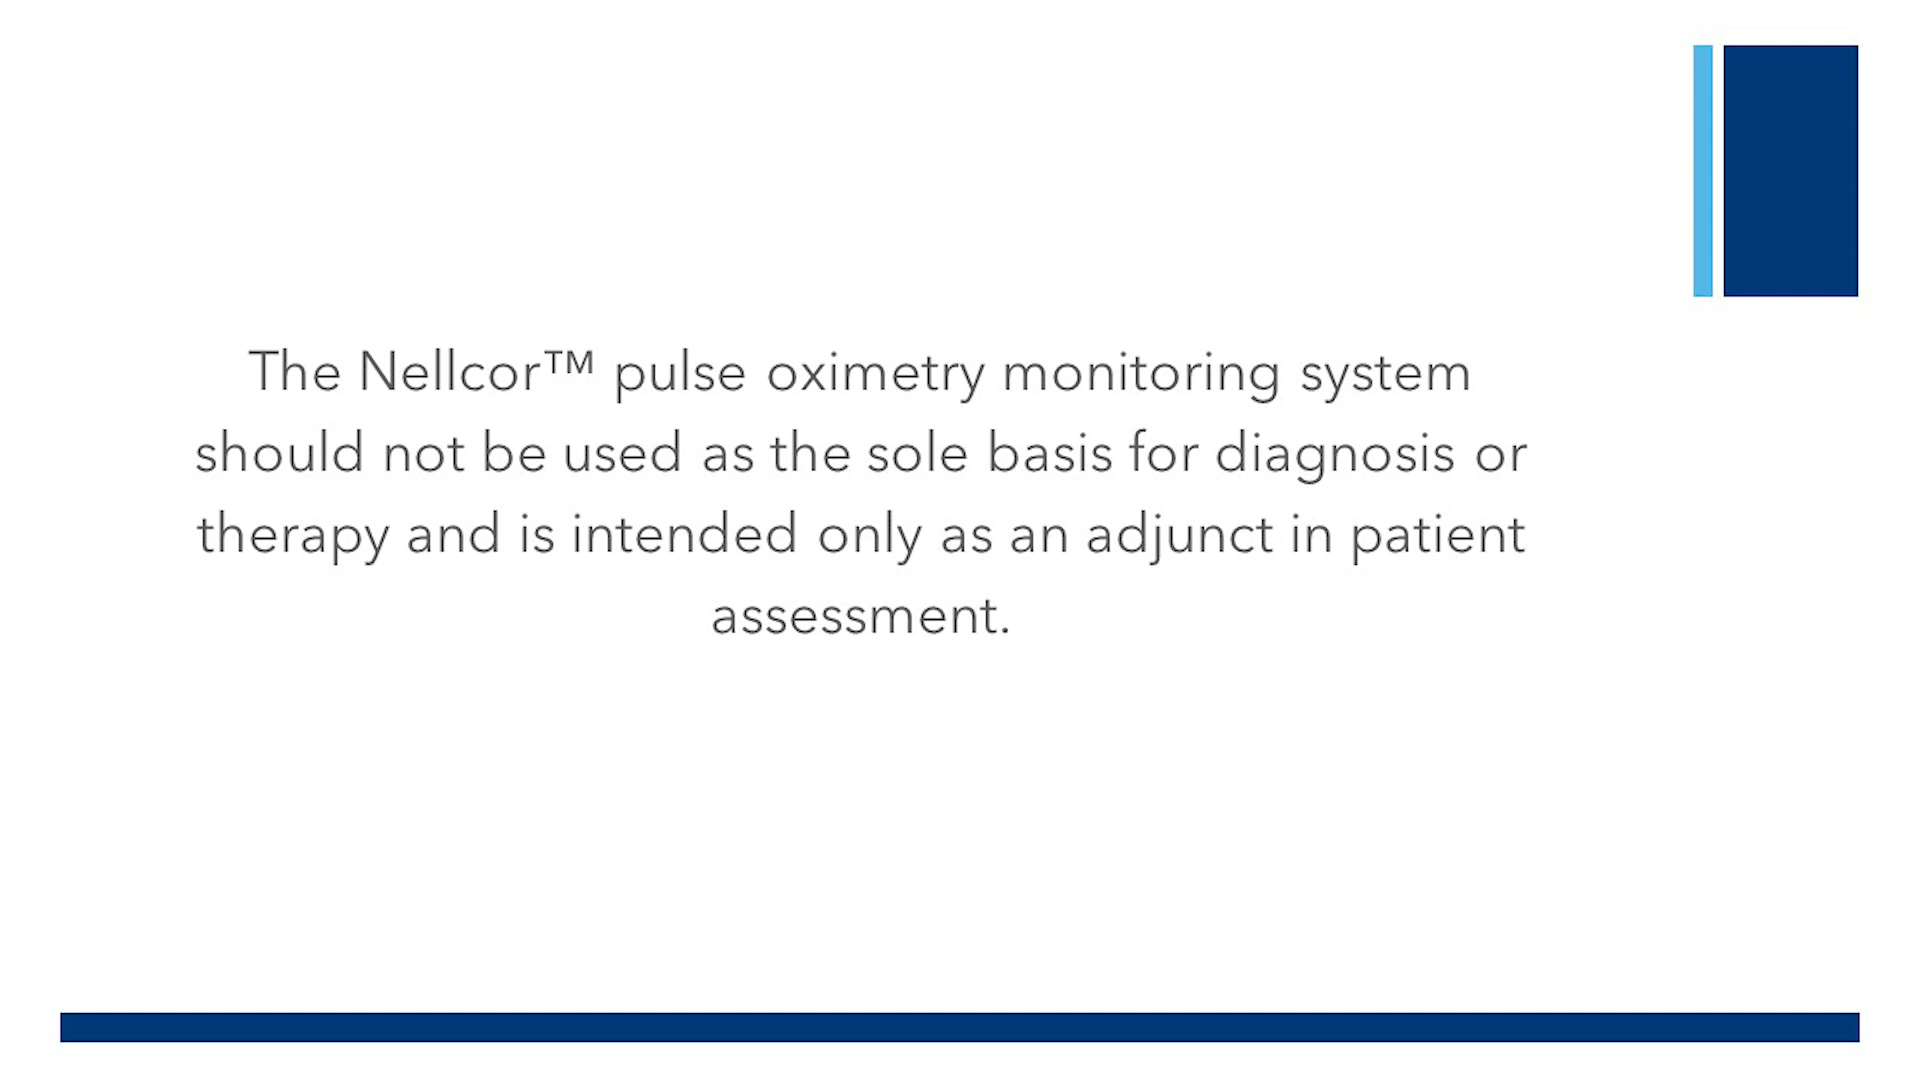 The Nellcor™ pulse oximetry monitoring system
should not be used as the sole basis for diagnosis or
therapy and is intended only as an adjunct in patient
assessment.